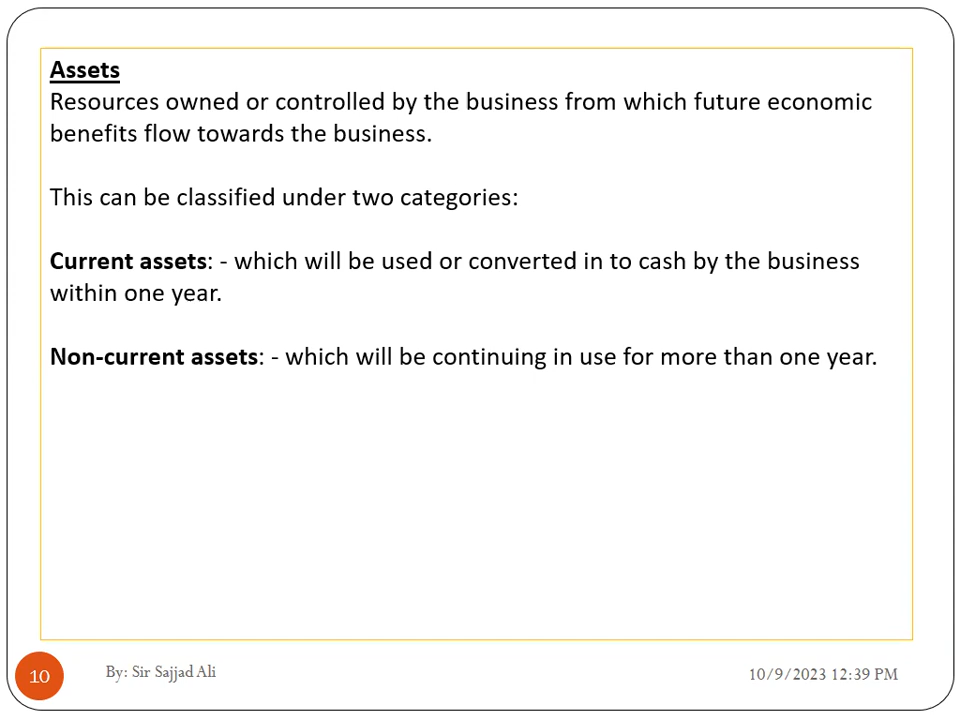 Assets
Resources owned or controlled by the business from which future economic
benefits flow towards the business.
This can be classified under two categories:
Current assets: - which will be used or converted in to cash by the business
within one year.
Non-current assets: - which will be continuing in use for more than one year.
10
By: Sir Sajjad Ali
10/9/2023 12:39 PM